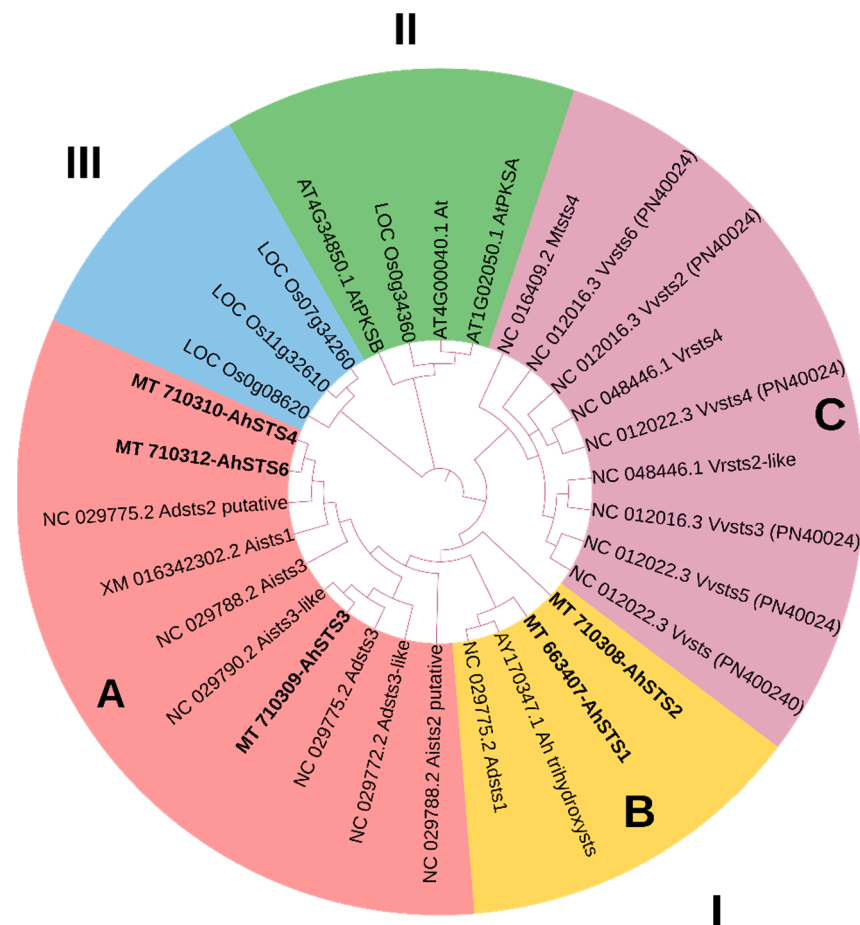 II
III
AT4G34850.1 AtPKSB
LOC Os0g34360
AT4G00040.1 At
AT1G02050.1 AtPKSA
NC 016409.2 Mtsts4
NC 012016.3 Vvsts6 (PN40024)
NC 012016.3 Vvsts2 (PN40024)
NC 048446.1 Vrsts4
NC 012022.3 Vvsts4 (PN40024)
C
NC 048446.1 Vrsts2-like
NC 012016.3 Vvsts3 (PN40024)
NC 012022.3 Vvsts5 (PN40024)
NC 012022.3 Vvsts (PN400240)
MT 710308-AhSTS2
MT 663407-AhSTS1
AY170347.1 Ah trihydroxysts
NC 029775.2 Adsts1
B
I
NC 029788.2 Aists2 putative
NC 029772.2 Adsts3-like
NC 029775.2 Adsts3
MT 710309-AhSTS3
NC 029790.2 Aists3-like
A
NC 029788.2 Aists3
XM 016342302.2 Aists1
NC 029775.2 Adsts2 putative
MT 710312-AhSTS6
MT 710310-AhSTS4
LOC Os0g08620
LOC Os11g32610
LOC Os07g34260